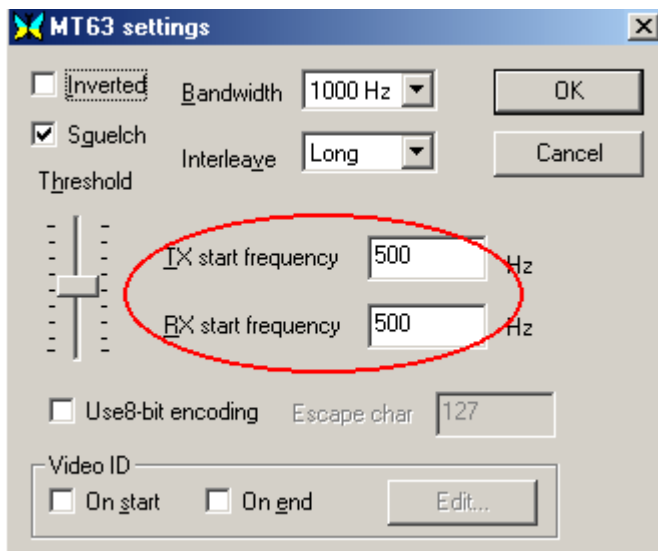 MT63 settings
Inverted
Bandwidth 1000 Hz
OK
Sguelch
Interleave Long
Cancel
Threshold
TX start frequency 500 Hz
RX start frequency 500 Hz
Use8-bit encoding Escape char 127
Video ID
On start On end Edit...